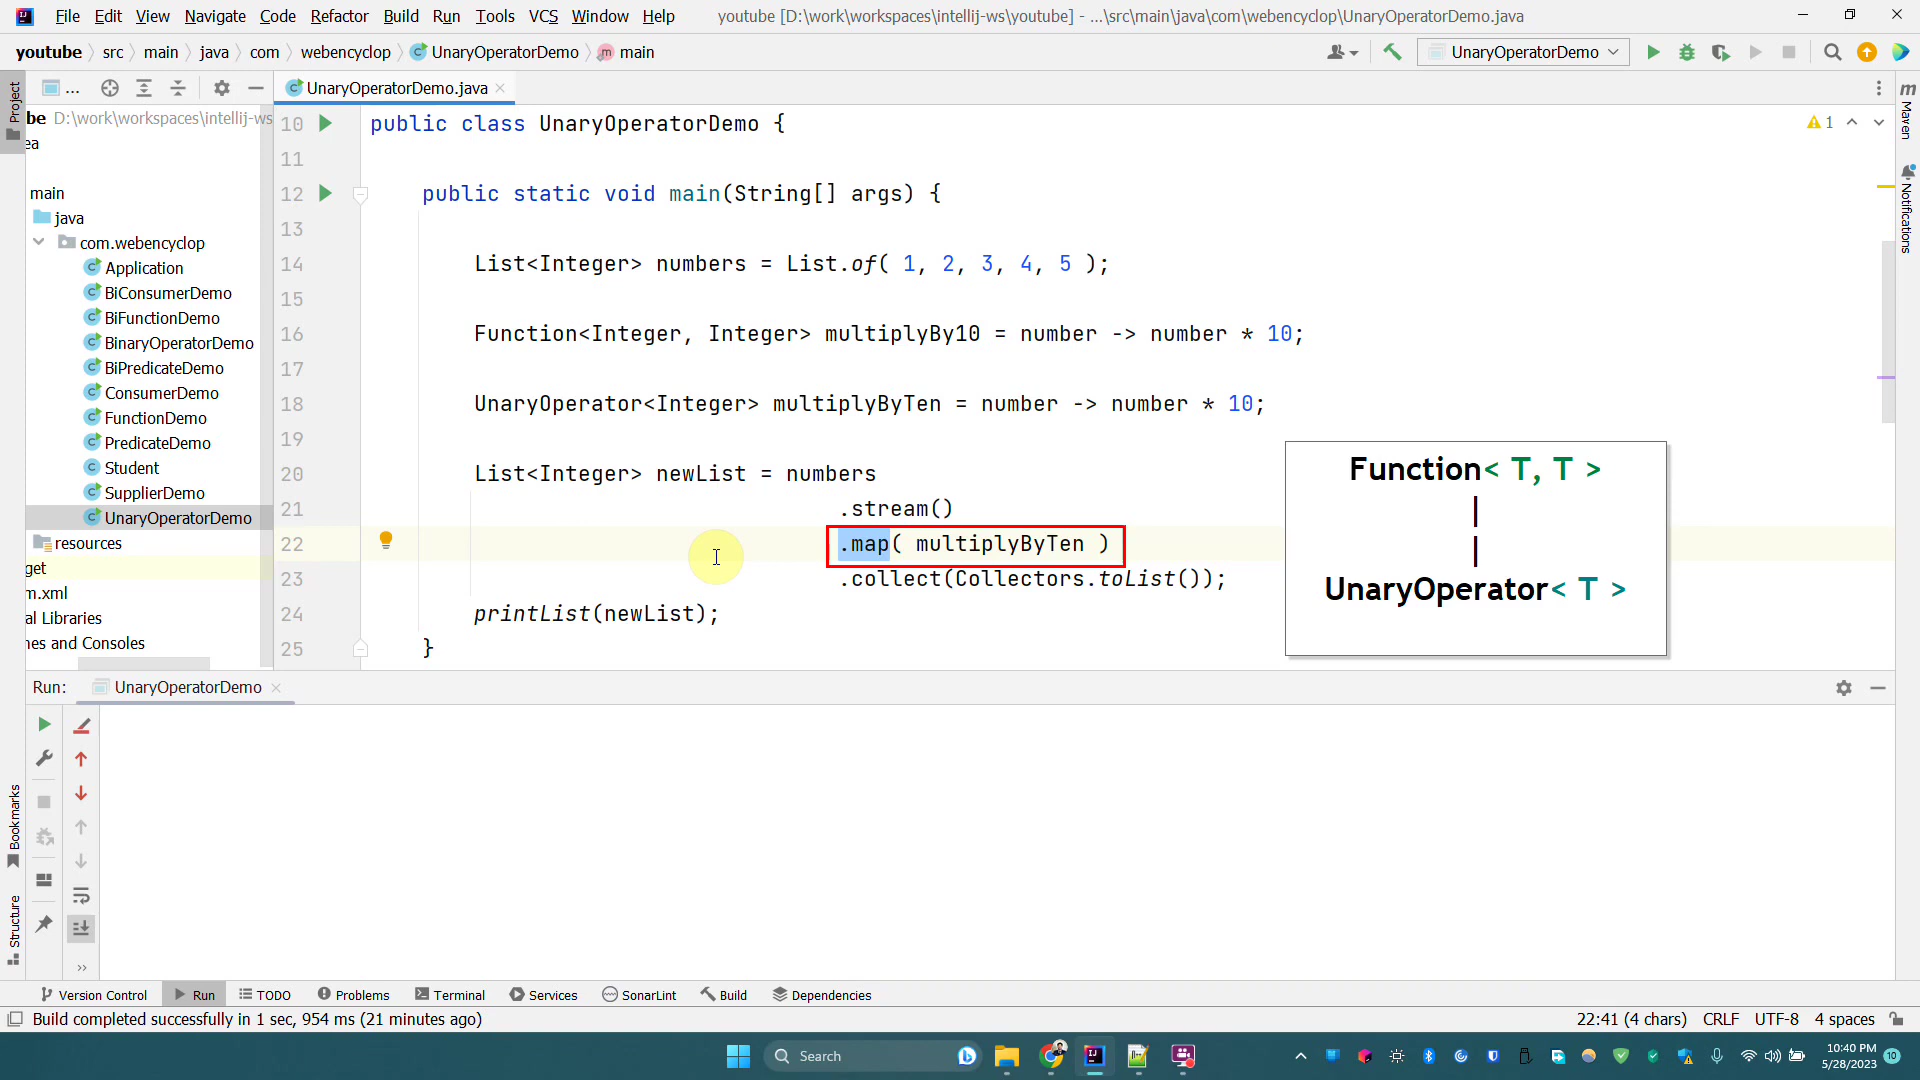 File Edit View Navigate Code Refactor Build Run Tools VCS Window Help youtube [D:\work\workspaces\intellij-ws\youtube] - ...\src\main\java\com\webencyclop\UnaryOperatorDemo.java
youtube src main java com webencyclop UnaryOperatorDemo main UnaryOperatorDemo
... UnaryOperatorDemo.java
Project
be D:\work\workspaces\intellij-ws
ea
main
java
com.webencyclop
Application
BiConsumerDemo
BiFunctionDemo
BinaryOperatorDemo
BiPredicateDemo
ConsumerDemo
FunctionDemo
PredicateDemo
Student
SupplierDemo
UnaryOperatorDemo
resources
get
m.xml
al Libraries
nes and Consoles
10 public class UnaryOperatorDemo {
11
12 public static void main(String[] args) {
13
14 List<Integer> numbers = List.of( 1, 2, 3, 4, 5 );
15
16 Function<Integer, Integer> multiplyBy10 = number -> number * 10;
17
18 UnaryOperator<Integer> multiplyByTen = number -> number * 10;
19
20 List<Integer> newList = numbers
21 .stream()
22 .map( multiplyByTen )
23 .collect(Collectors.toList());
24 printList(newList);
25 }
1
Function< T, T >
|
|
UnaryOperator< T >
m Maven
Notifications
Run: UnaryOperatorDemo
Bookmarks
Structure
Version Control Run TODO Problems Terminal Services SonarLint Build Dependencies
Build completed successfully in 1 sec, 954 ms (21 minutes ago) 22:41 (4 chars) CRLF UTF-8 4 spaces
Search
10:40 PM
5/28/2023
10